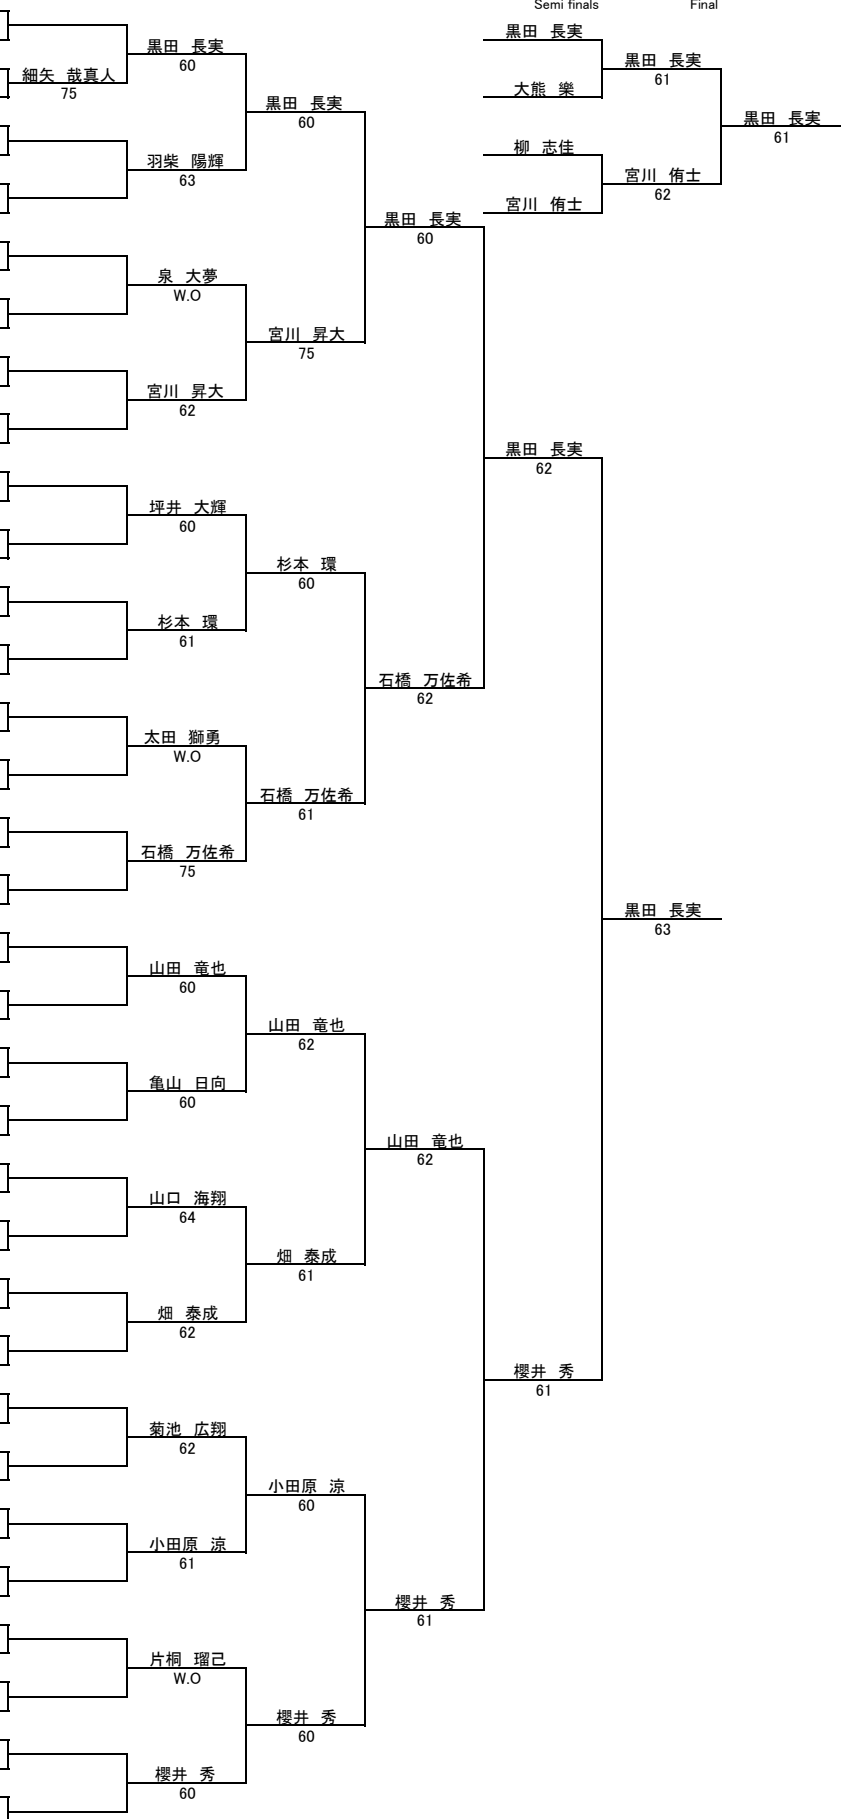 Semi finals
Final
黒田 長実
黒田 長実
60
黒田 長実
61
細矢 哉真人
75
大熊 樂
黒田 長実
60
黒田 長実
61
柳 志佳
羽柴 陽輝
63
宮川 侑士
62
宮川 侑士
黒田 長実
60
泉 大夢
W.O
宮川 昇大
75
宮川 昇大
62
黒田 長実
62
坪井 大輝
60
杉本 環
60
杉本 環
61
石橋 万佐希
62
太田 獅勇
W.O
石橋 万佐希
61
石橋 万佐希
75
黒田 長実
63
山田 竜也
60
山田 竜也
62
亀山 日向
60
山田 竜也
62
山口 海翔
64
畑 泰成
61
畑 泰成
62
櫻井 秀
61
菊池 広翔
62
小田原 涼
60
小田原 涼
61
櫻井 秀
61
片桐 瑠己
W.O
櫻井 秀
60
櫻井 秀
60